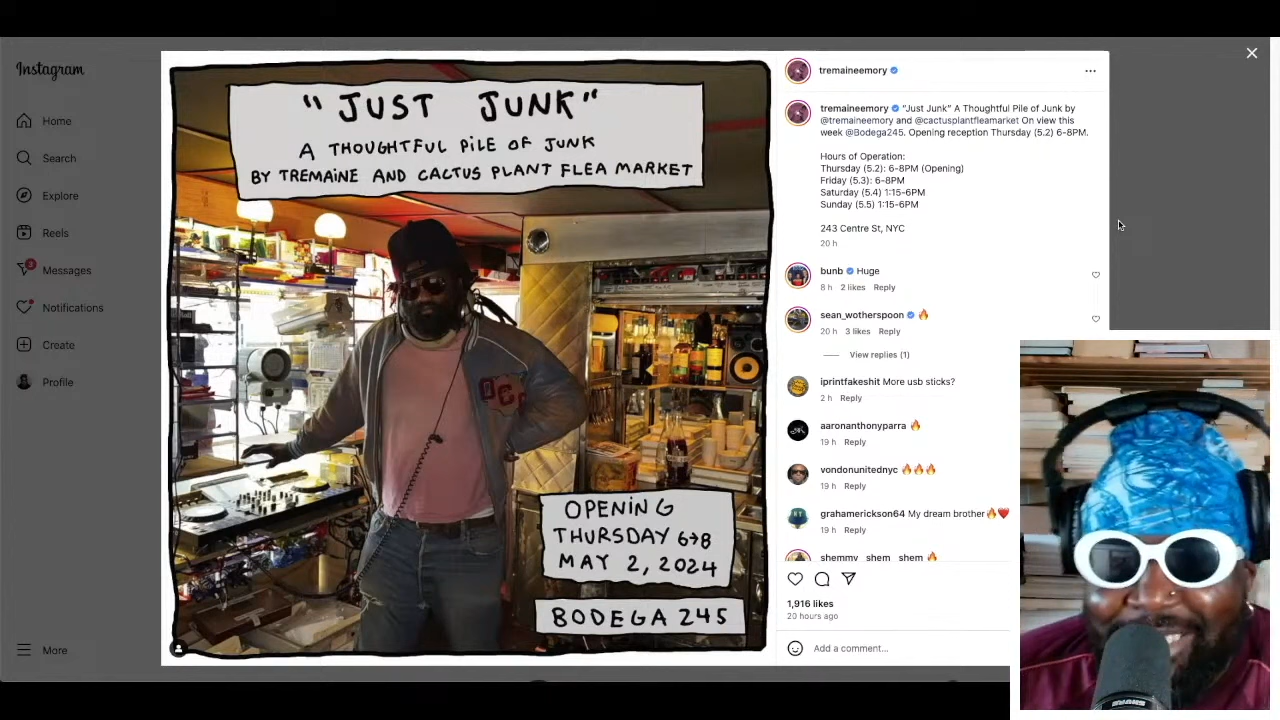 Instagram
Home
Search
Explore
Reels
3
Messages
Notifications
Create
Profile
More
"JUST JUNK"
A THOUGHTFUL PILE OF JUNK
BY TREMAINE AND CACTUS PLANT FLEA MARKET
OPENING
THURSDAY 6→8
MAY 2, 2024
BODEGA 245
tremaineemory
tremaineemory “Just Junk” A Thoughtful Pile of Junk by
@tremaineemory and @cactusplantfleamarket On view this
week @Bodega245. Opening reception Thursday (5.2) 6-8PM.
Hours of Operation:
Thursday (5.2): 6-8PM (Opening)
Friday (5.3): 6-8PM
Saturday (5.4) 1:15-6PM
Sunday (5.5) 1:15-6PM
243 Centre St, NYC
20 h
bunb Huge
8 h 2 likes Reply
sean_wotherspoon 🔥
20 h 3 likes Reply
View replies (1)
iprintfakeshit More usb sticks?
2 h Reply
aaronanthonyparra 🔥
19 h Reply
vondonunitednyc 🔥🔥🔥
19 h Reply
grahamerickson64 My dream brother🔥❤️
19 h Reply
shemmy__shem__shem 🔥
1,916 likes
20 hours ago
Add a comment...
SHURE